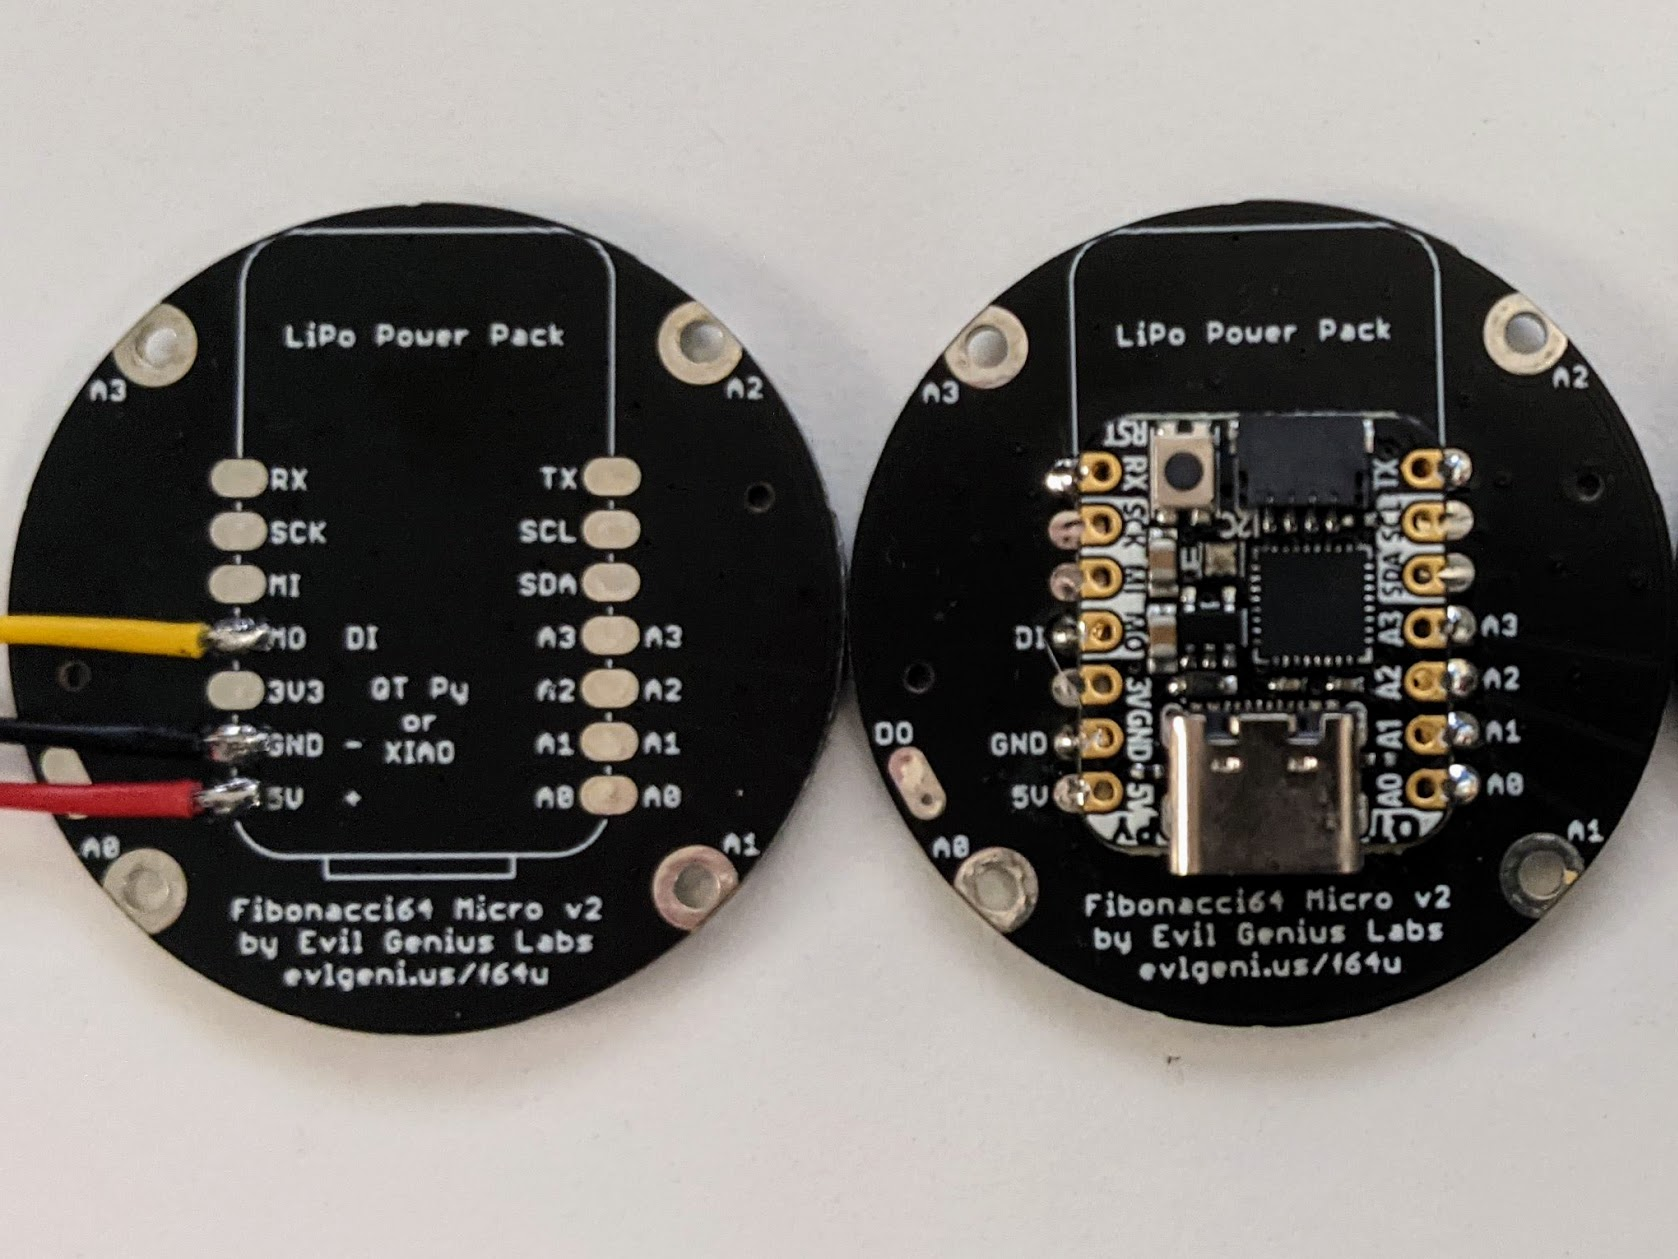 LiPo Power Pack
A3
A2
RX
TX
SCK
SCL
MI
SDA
MO DI
A3 A3
3V3
QT Py
A2 A2
or
GND -
XIAO
A1 A1
5V +
A0 A0
A0
A1
Fibonacci64 Micro v2
by Evil Genius Labs
evlgeni.us/f64u
LiPo Power Pack
A3
A2
RST
RX
TX
SCK
SCL
MI
SDA
DI
MO
A3
A3
3V
A2
A2
D0
GND
GND
A1
A1
5V
5V
A0
A0
A0
A1
Fibonacci64 Micro v2
by Evil Genius Labs
evlgeni.us/f64u